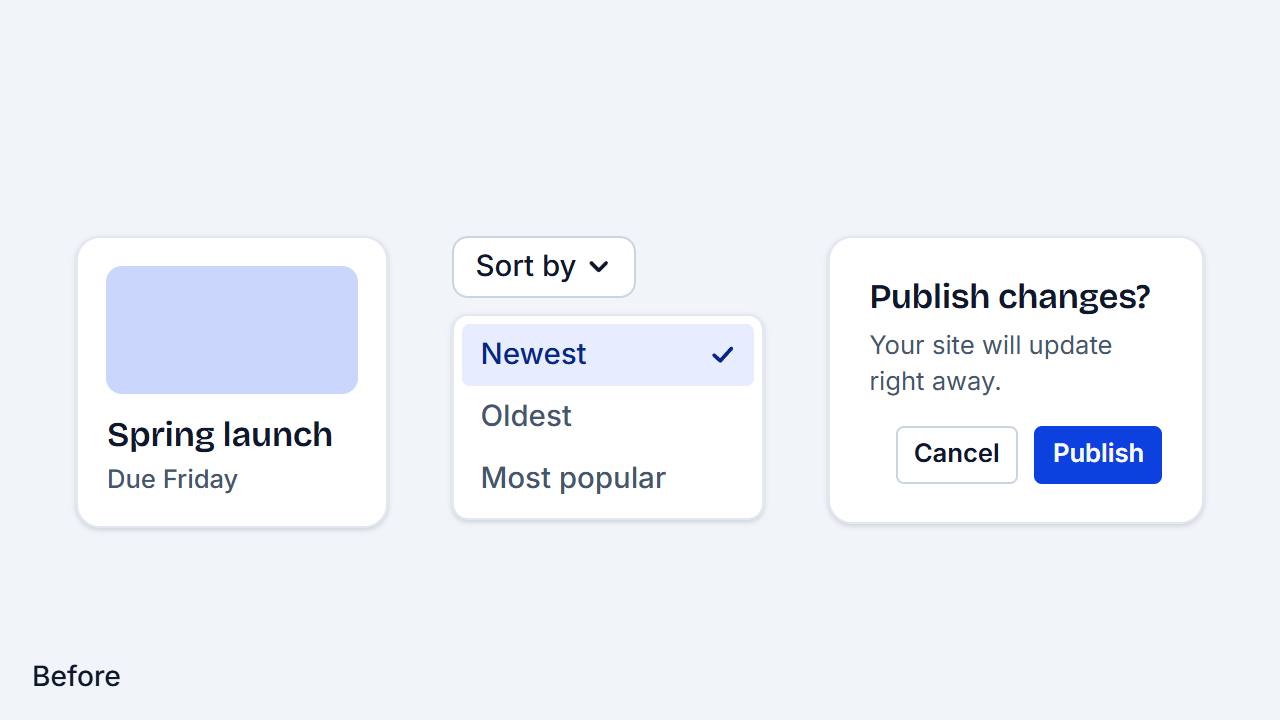 Spring launch
Due Friday
Sort by
Newest
Oldest
Most popular
Publish changes?
Your site will update
right away.
Cancel
Publish
Before